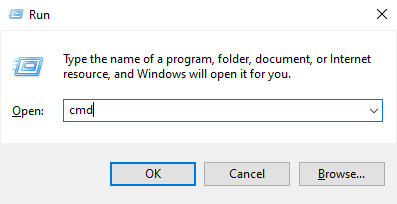 Run
Type the name of a program, folder, document, or Internet
resource, and Windows will open it for you.
Open: cmd
OK Cancel Browse...